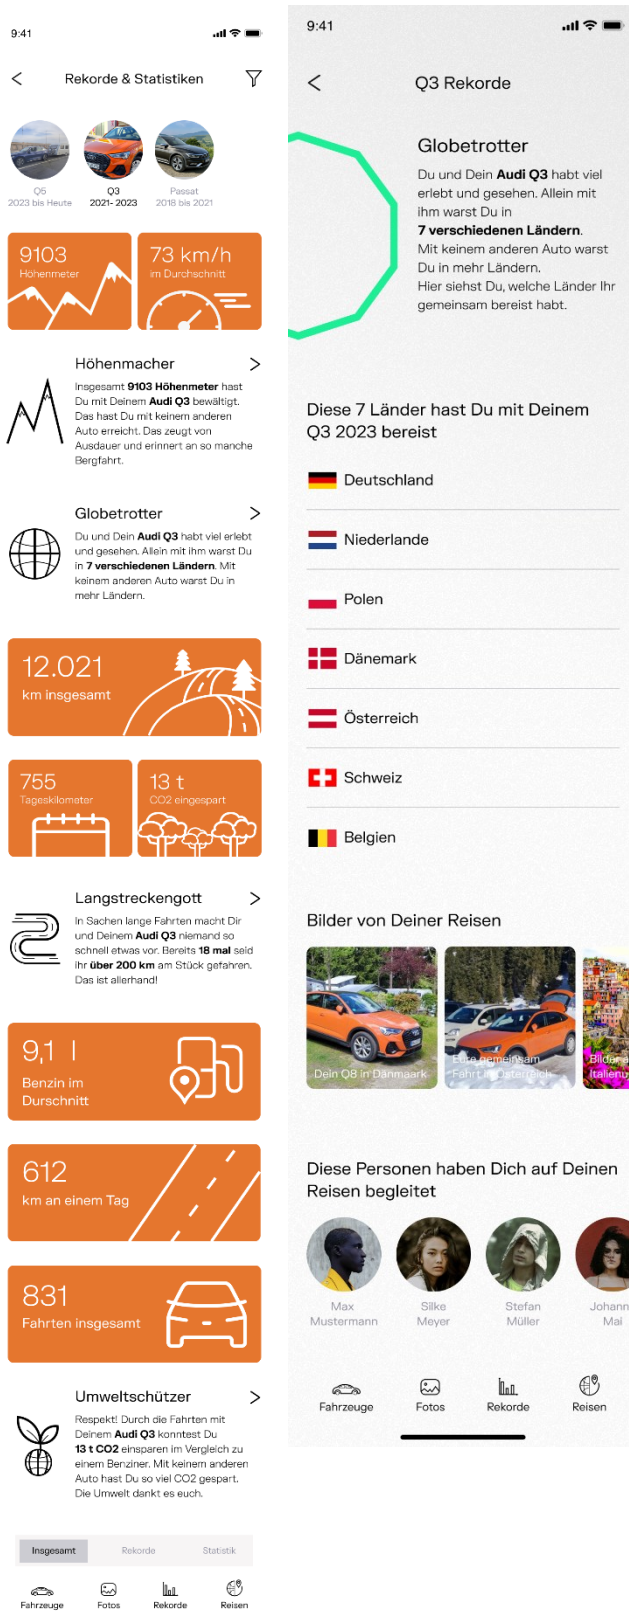 9:41
Rekorde & Statistiken
Q5
2023 bis Heute
Q3
2021- 2023
Passat
2018 bis 2021
9103
Höhenmeter
73 km/h
im Durchschnitt
Höhenmacher
Insgesamt 9103 Höhenmeter hast
Du mit Deinem Audi Q3 bewältigt.
Das hast Du mit keinem anderen
Auto erreicht. Das zeugt von
Ausdauer und erinnert an so manche
Bergfahrt.
Globetrotter
Du und Dein Audi Q3 habt viel erlebt
und gesehen. Allein mit ihm warst Du
in 7 verschiedenen Ländern. Mit
keinem anderen Auto warst Du in
mehr Ländern.
12.021
km insgesamt
755
Tageskilometer
13 t
CO2 eingespart
Langstreckengott
In Sachen lange Fahrten macht Dir
und Deinem Audi Q3 niemand so
schnell etwas vor. Bereits 18 mal seid
ihr über 200 km am Stück gefahren.
Das ist allerhand!
9,1 l
Benzin im
Durschnitt
612
km an einem Tag
831
Fahrten insgesamt
Umweltschützer
Respekt! Durch die Fahrten mit
Deinem Audi Q3 konntest Du
13 t CO2 einsparen im Vergleich zu
einem Benziner. Mit keinem anderen
Auto hast Du so viel CO2 gespart.
Die Umwelt dankt es euch.
Insgesamt
Rekorde
Statistik
Fahrzeuge
Fotos
Rekorde
Reisen
9:41
Q3 Rekorde
Globetrotter
Du und Dein Audi Q3 habt viel
erlebt und gesehen. Allein mit
ihm warst Du in
7 verschiedenen Ländern.
Mit keinem anderen Auto warst
Du in mehr Ländern.
Hier siehst Du, welche Länder Ihr
gemeinsam bereist habt.
Diese 7 Länder hast Du mit Deinem
Q3 2023 bereist
Deutschland
Niederlande
Polen
Dänemark
Österreich
Schweiz
Belgien
Bilder von Deiner Reisen
Dein Q8 in Dänmaark
Eure gemeinsam
Fahrt in Österreich
Bilder
Diese Personen haben Dich auf Deinen
Reisen begleitet
Max
Mustermann
Silke
Meyer
Stefan
Müller
Johann
Mai
Fahrzeuge
Fotos
Rekorde
Reisen